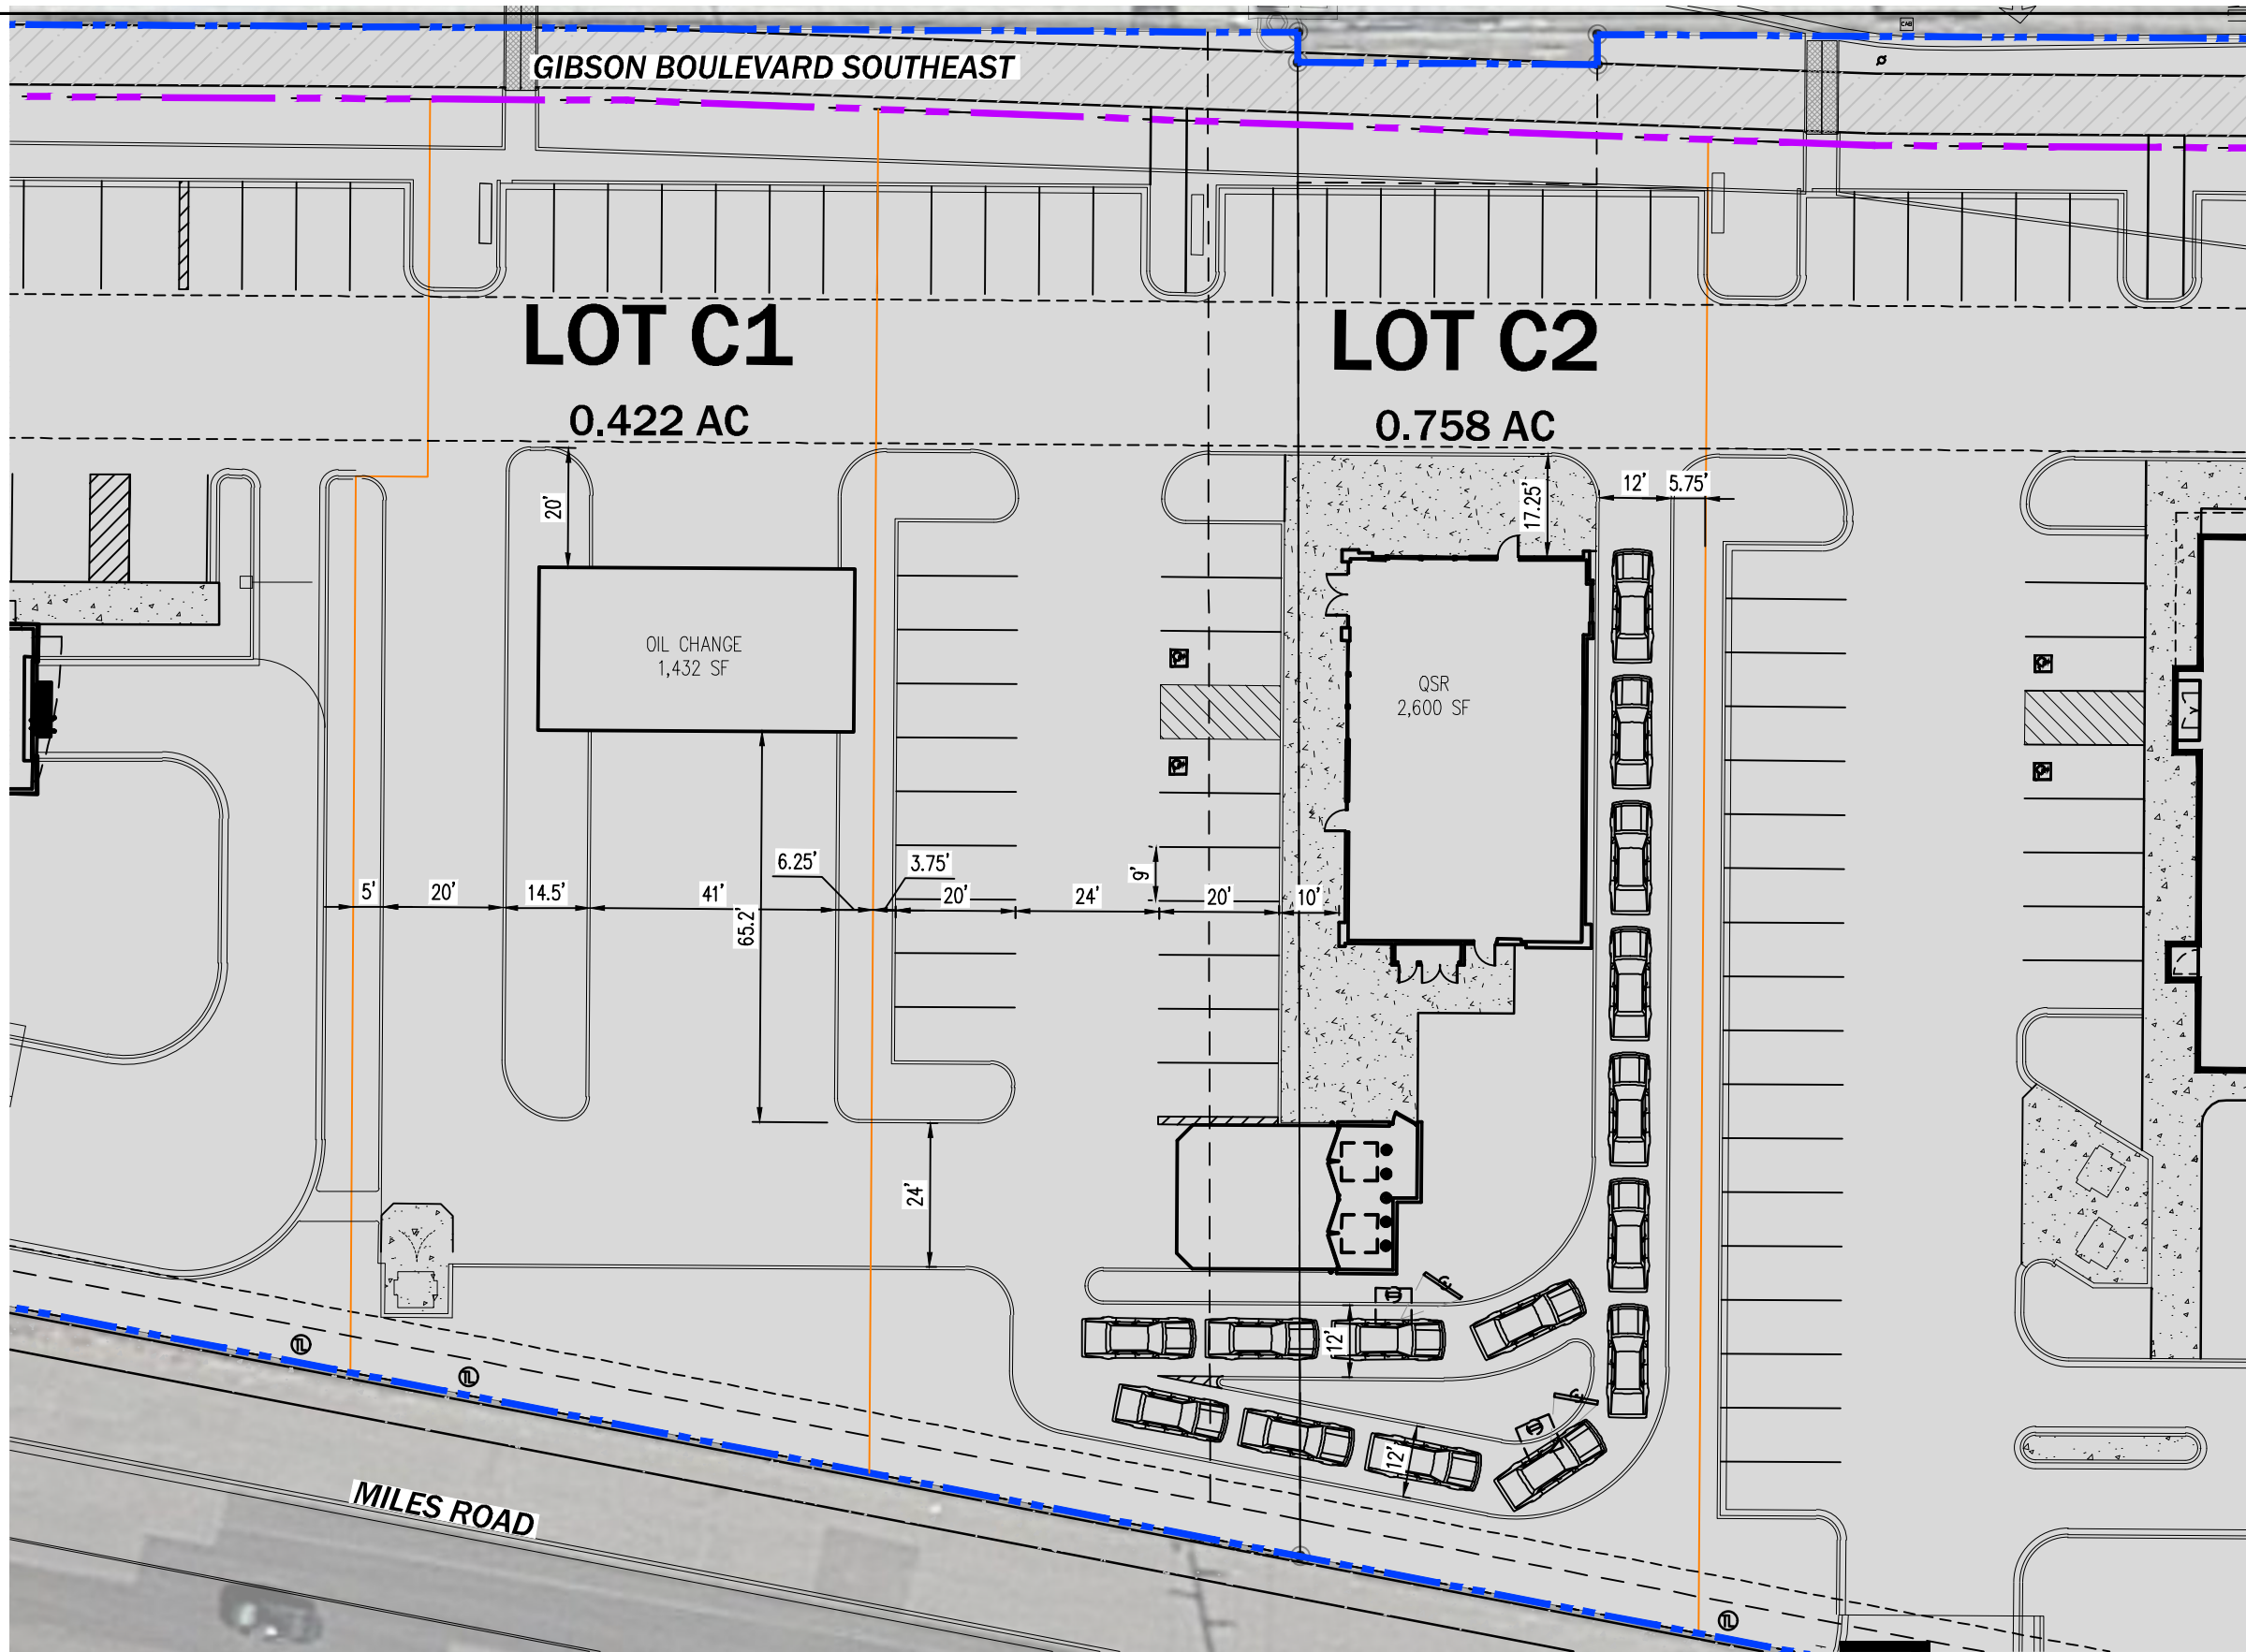 CAB
GIBSON BOULEVARD SOUTHEAST
LOT C1
0.422 AC
LOT C2
0.758 AC
20'
17.25'
12'
5.75'
OIL CHANGE
1,432 SF
QSR
2,600 SF
5'
20'
14.5'
41'
6.25'
3.75'
65.2'
20'
24'
9'
20'
10'
24'
12'
12'
MILES ROAD